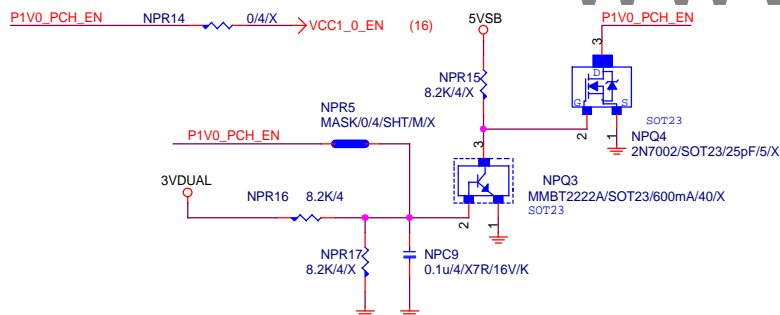 P1V0_PCH_EN NPR14 0/4/X VCC1_0_EN (16)
5VSB
P1V0_PCH_EN
3
D
G
S
2
1
SOT23
NPQ4
2N7002/SOT23/25pF/5/X
NPR15
8.2K/4/X
NPR5
MASK/0/4/SHT/M/X
P1V0_PCH_EN
3
3VDUAL
NPR16 8.2K/4
2
1
NPQ3
MMBT2222A/SOT23/600mA/40/X
SOT23
NPR17
8.2K/4/X
NPC9
0.1u/4/X7R/16V/K